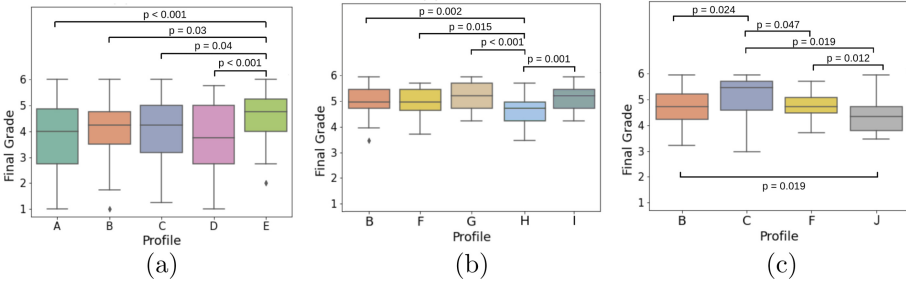 p < 0.001
p = 0.03
p = 0.04
p < 0.001
6
5
4
3
2
1
Final Grade
A B C D E
Profile
(a)
p = 0.002
p = 0.015
p < 0.001
p = 0.001
6
5
4
3
2
1
Final Grade
B F G H I
Profile
(b)
p = 0.024
p = 0.047
p = 0.019
p = 0.012
6
5
4
3
2
1
p = 0.019
Final Grade
B C F J
Profile
(c)